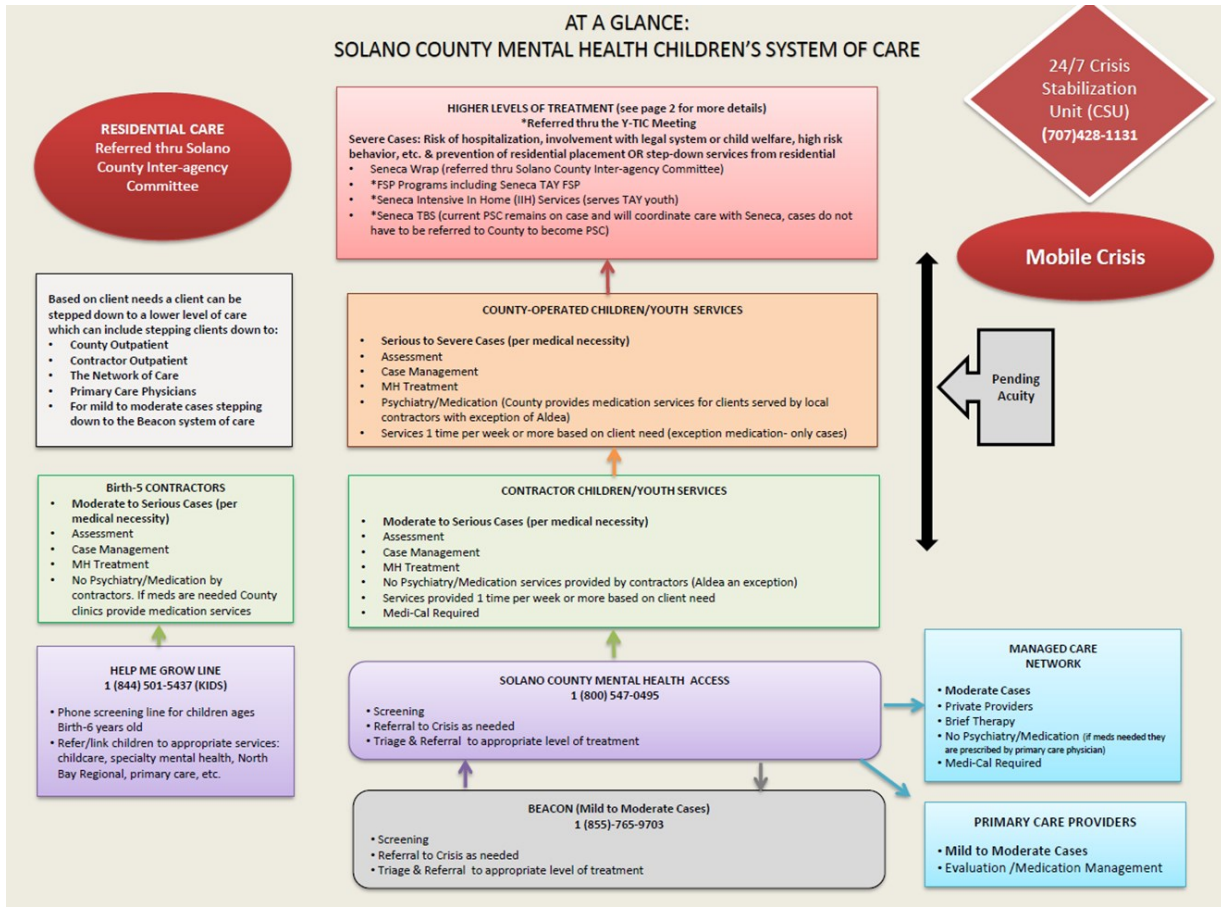 AT A GLANCE:
SOLANO COUNTY MENTAL HEALTH CHILDREN'S SYSTEM OF CARE
RESIDENTIAL CARE
Referred thru Solano
County Inter-agency
Committee
HIGHER LEVELS OF TREATMENT (see page 2 for more details)
*Referred thru the Y-TIC Meeting
Severe Cases: Risk of hospitalization, involvement with legal system or child welfare, high risk
behavior, etc. & prevention of residential placement OR step-down services from residential
• Seneca Wrap (referred thru Solano County Inter-agency Committee)
• *FSP Programs including Seneca TAY FSP
• *Seneca Intensive In Home (IIH) Services (serves TAY youth)
• *Seneca TBS (current PSC remains on case and will coordinate care with Seneca, cases do not
have to be referred to County to become PSC)
24/7 Crisis
Stabilization
Unit (CSU)
(707)428-1131
Mobile Crisis
Based on client needs a client can be
stepped down to a lower level of care
which can include stepping clients down to:
• County Outpatient
• Contractor Outpatient
• The Network of Care
• Primary Care Physicians
• For mild to moderate cases stepping
down to the Beacon system of care
COUNTY-OPERATED CHILDREN/YOUTH SERVICES
• Serious to Severe Cases (per medical necessity)
• Assessment
• Case Management
• MH Treatment
• Psychiatry/Medication (County provides medication services for clients served by local
contractors with exception of Aldea)
• Services 1 time per week or more based on client need (exception medication- only cases)
Pending
Acuity
Birth-5 CONTRACTORS
• Moderate to Serious Cases (per
medical necessity)
• Assessment
• Case Management
• MH Treatment
• No Psychiatry/Medication by
contractors. If meds are needed County
clinics provide medication services
CONTRACTOR CHILDREN/YOUTH SERVICES
• Moderate to Serious Cases (per medical necessity)
• Assessment
• Case Management
• MH Treatment
• No Psychiatry/Medication services provided by contractors (Aldea an exception)
• Services provided 1 time per week or more based on client need
• Medi-Cal Required
HELP ME GROW LINE
1 (844) 501-5437 (KIDS)
• Phone screening line for children ages
Birth-6 years old
• Refer/link children to appropriate services:
childcare, specialty mental health, North
Bay Regional, primary care, etc.
SOLANO COUNTY MENTAL HEALTH ACCESS
1 (800) 547-0495
• Screening
• Referral to Crisis as needed
• Triage & Referral to appropriate level of treatment
MANAGED CARE
NETWORK
• Moderate Cases
• Private Providers
• Brief Therapy
• No Psychiatry/Medication (if meds needed they
are prescribed by primary care physician)
• Medi-Cal Required
BEACON (Mild to Moderate Cases)
1 (855)-765-9703
• Screening
• Referral to Crisis as needed
• Triage & Referral to appropriate level of treatment
PRIMARY CARE PROVIDERS
• Mild to Moderate Cases
• Evaluation /Medication Management